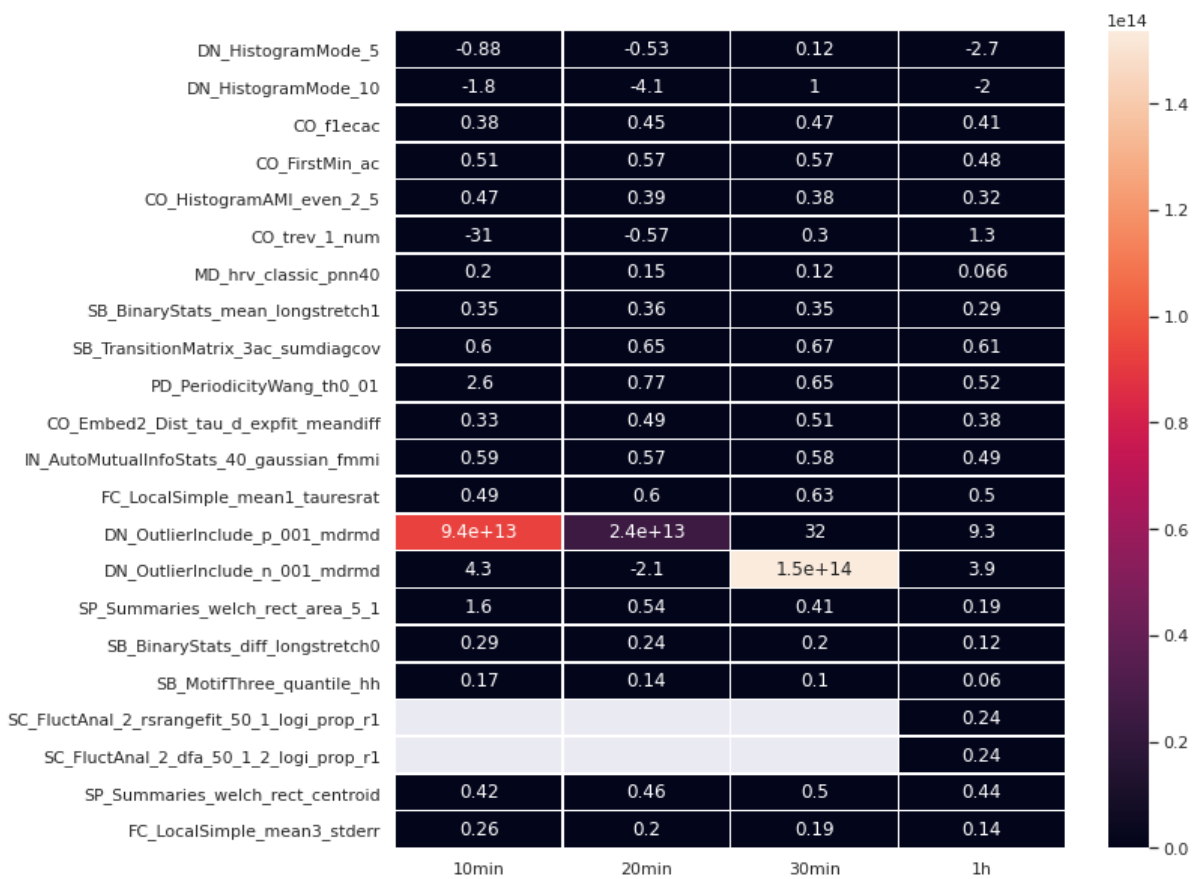 1e14
DN_HistogramMode_5 -0.88 -0.53 0.12 -2.7
DN_HistogramMode_10 -1.8 -4.1 1 -2
CO_f1ecac 0.38 0.45 0.47 0.41
CO_FirstMin_ac 0.51 0.57 0.57 0.48
CO_HistogramAMI_even_2_5 0.47 0.39 0.38 0.32
CO_trev_1_num -31 -0.57 0.3 1.3
MD_hrv_classic_pnn40 0.2 0.15 0.12 0.066
SB_BinaryStats_mean_longstretch1 0.35 0.36 0.35 0.29
SB_TransitionMatrix_3ac_sumdiagcov 0.6 0.65 0.67 0.61
PD_PeriodicityWang_th0_01 2.6 0.77 0.65 0.52
CO_Embed2_Dist_tau_d_expfit_meandiff 0.33 0.49 0.51 0.38
IN_AutoMutualInfoStats_40_gaussian_fmmi 0.59 0.57 0.58 0.49
FC_LocalSimple_mean1_tauresrat 0.49 0.6 0.63 0.5
DN_OutlierInclude_p_001_mdrmd 9.4e+13 2.4e+13 32 9.3
DN_OutlierInclude_n_001_mdrmd 4.3 -2.1 1.5e+14 3.9
SP_Summaries_welch_rect_area_5_1 1.6 0.54 0.41 0.19
SB_BinaryStats_diff_longstretch0 0.29 0.24 0.2 0.12
SB_MotifThree_quantile_hh 0.17 0.14 0.1 0.06
SC_FluctAnal_2_rsrangefit_50_1_logi_prop_r1 0.24
SC_FluctAnal_2_dfa_50_1_2_logi_prop_r1 0.24
SP_Summaries_welch_rect_centroid 0.42 0.46 0.5 0.44
FC_LocalSimple_mean3_stderr 0.26 0.2 0.19 0.14
10min 20min 30min 1h
1.4
1.2
1.0
0.8
0.6
0.4
0.2
0.0